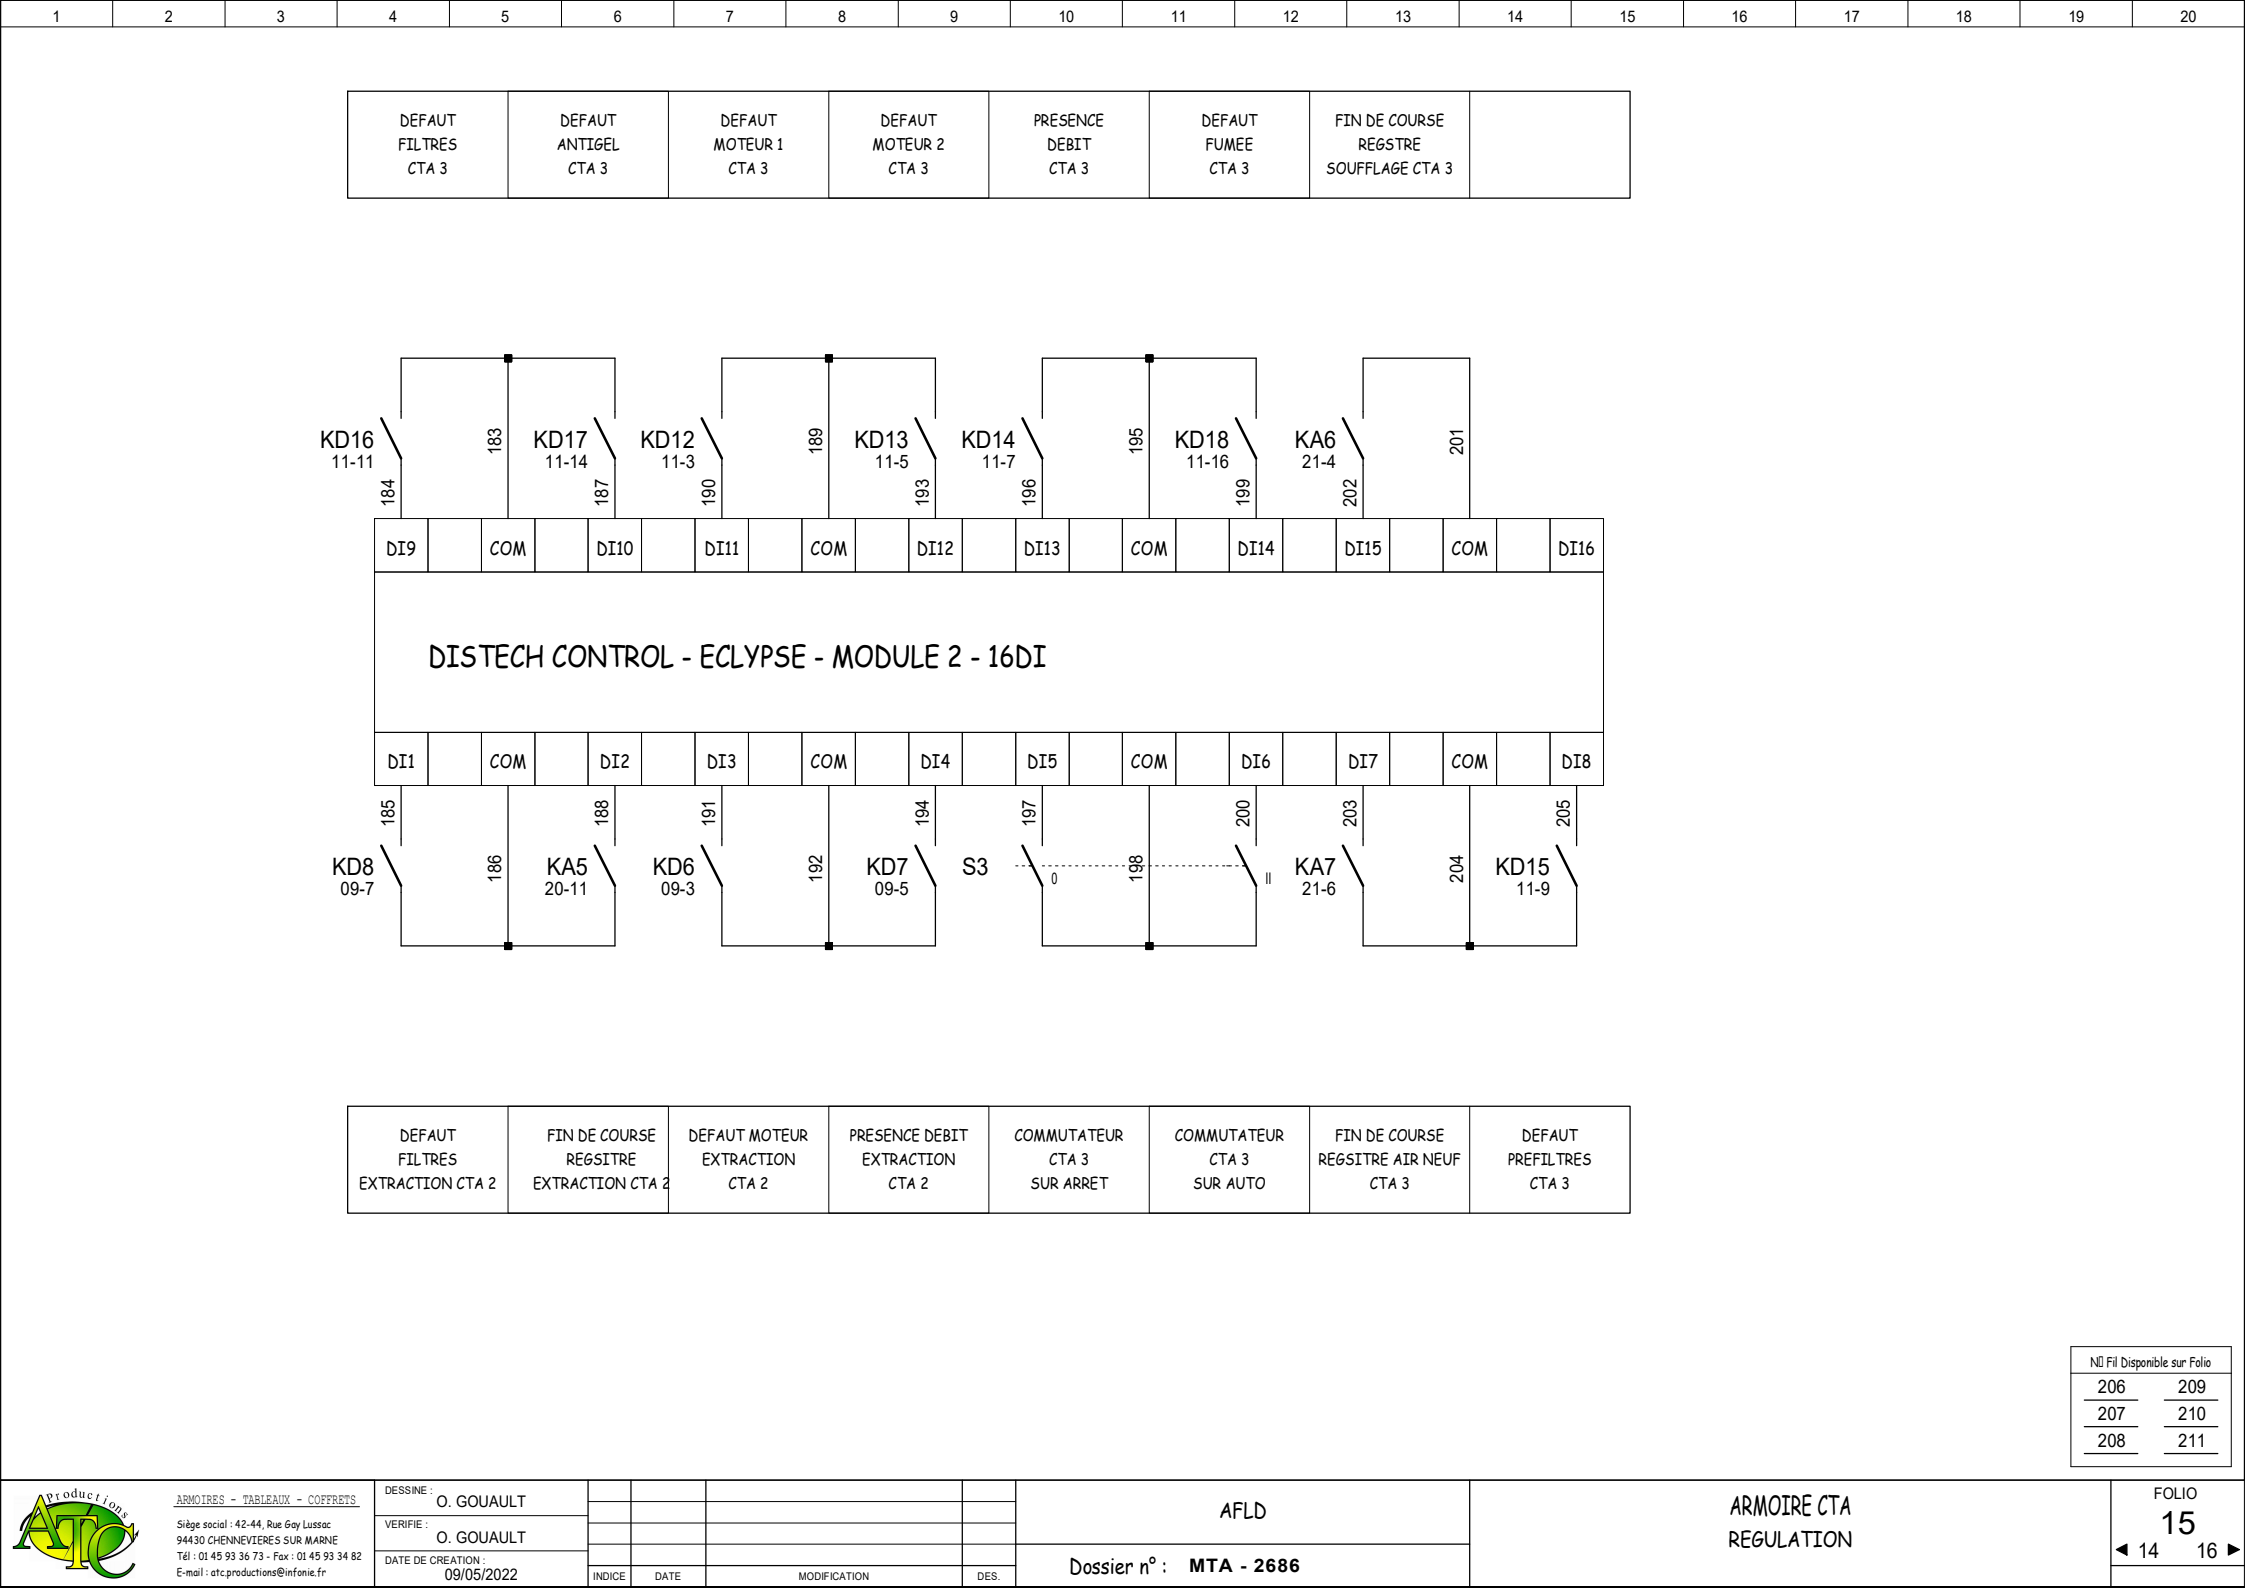 1 2 3 4 5 6 7 8 9 10 11 12 13 14 15 16 17 18 19 20
DEFAUT
FILTRES
CTA 3
DEFAUT
ANTIGEL
CTA 3
DEFAUT
MOTEUR 1
CTA 3
DEFAUT
MOTEUR 2
CTA 3
PRESENCE
DEBIT
CTA 3
DEFAUT
FUMEE
CTA 3
FIN DE COURSE
REGSTRE
SOUFFLAGE CTA 3
KD16
11-11
184
183
KD17
11-14
187
KD12
11-3
190
189
KD13
11-5
193
KD14
11-7
196
195
KD18
11-16
199
KA6
21-4
202
201
DI9 COM DI10 DI11 COM DI12 DI13 COM DI14 DI15 COM DI16
DISTECH CONTROL - ECLYPSE - MODULE 2 - 16DI
DI1 COM DI2 DI3 COM DI4 DI5 COM DI6 DI7 COM DI8
185
KD8
09-7
186
188
KA5
20-11
191
KD6
09-3
192
194
KD7
09-5
197
S3
0
198
200
II
203
KA7
21-6
204
205
KD15
11-9
DEFAUT
FILTRES
EXTRACTION CTA 2
FIN DE COURSE
REGSITRE
EXTRACTION CTA 2
DEFAUT MOTEUR
EXTRACTION
CTA 2
PRESENCE DEBIT
EXTRACTION
CTA 2
COMMUTATEUR
CTA 3
SUR ARRET
COMMUTATEUR
CTA 3
SUR AUTO
FIN DE COURSE
REGSITRE AIR NEUF
CTA 3
DEFAUT
PREFILTRES
CTA 3
N▯ Fil Disponible sur Folio
206 209
207 210
208 211
Productions
ATC
ARMOIRES - TABLEAUX - COFFRETS
Siège social : 42-44, Rue Gay Lussac
94430 CHENNEVIERES SUR MARNE
Tél : 01 45 93 36 73 - Fax : 01 45 93 34 82
E-mail : atc.productions@infonie.fr
DESSINE :
O. GOUAULT
VERIFIE :
O. GOUAULT
DATE DE CREATION :
09/05/2022
INDICE DATE MODIFICATION DES.
AFLD
Dossier n° : MTA - 2686
ARMOIRE CTA
REGULATION
FOLIO
15
◄ 14 16 ►